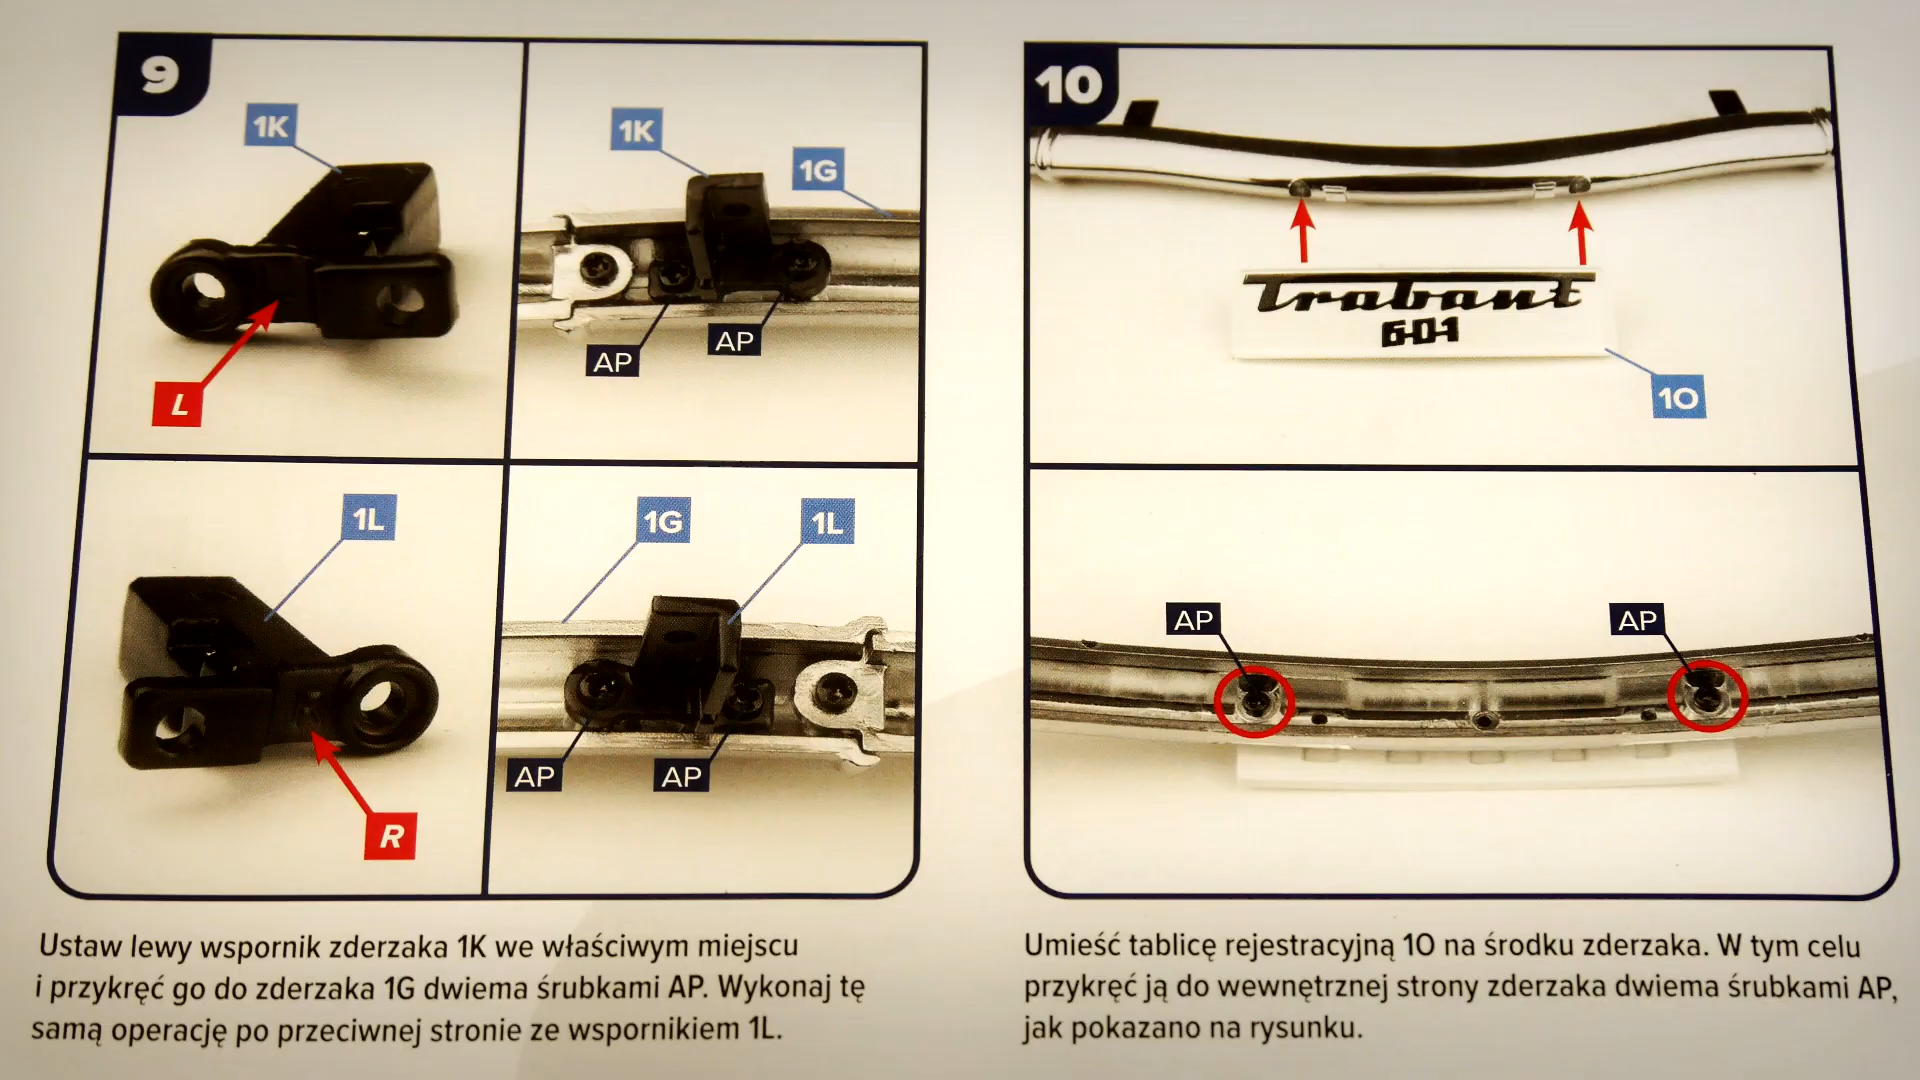 9
1K
L
1K
1G
AP
AP
1L
R
1G
1L
AP
AP
Ustaw lewy wspornik zderzaka 1K we właściwym miejscu
i przykręć go do zderzaka 1G dwiema śrubkami AP. Wykonaj tę
samą operację po przeciwnej stronie ze wspornikiem 1L.
10
Trabant
601
1O
AP
AP
Umieść tablicę rejestracyjną 1O na środku zderzaka. W tym celu
przykręć ją do wewnętrznej strony zderzaka dwiema śrubkami AP,
jak pokazano na rysunku.